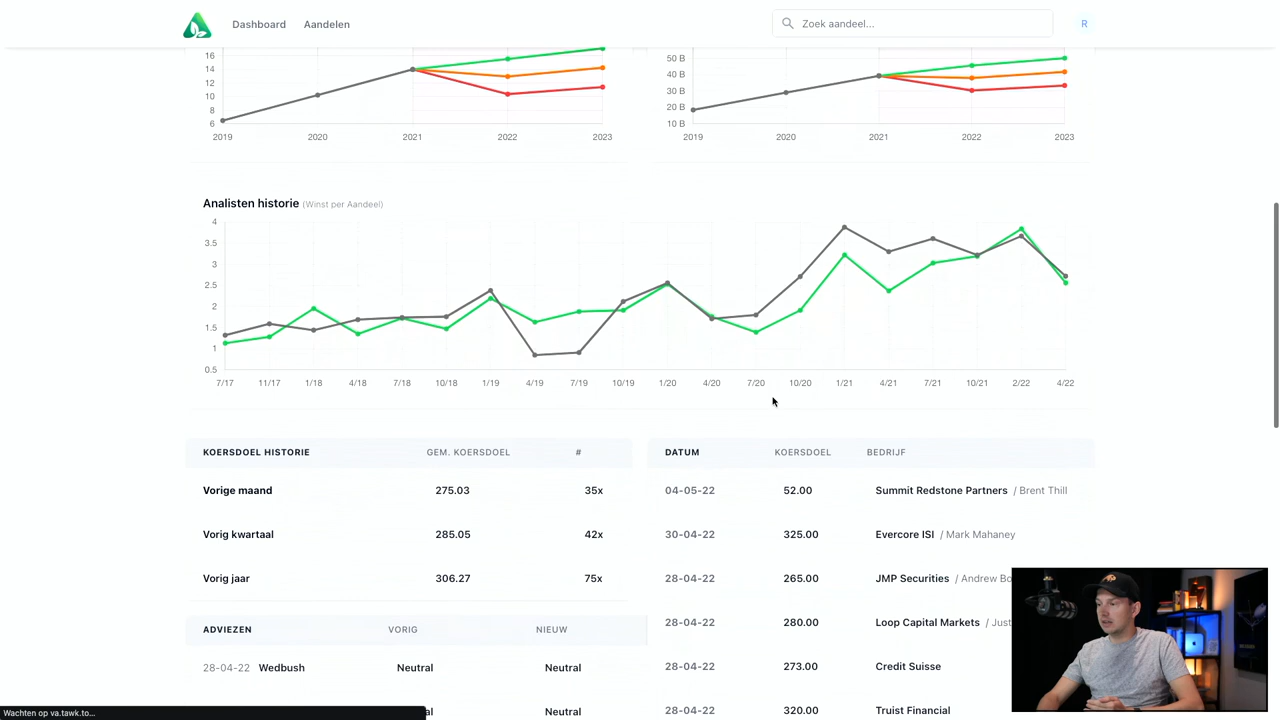 Dashboard
Aandelen
Zoek aandeel...
R
16
14
12
10
8
6
2019
2020
2021
2022
2023
50 B
40 B
30 B
20 B
10 B
2019
2020
2021
2022
2023
Analisten historie (Winst per Aandeel)
4
3.5
3
2.5
2
1.5
1
0.5
7/17
11/17
1/18
4/18
7/18
10/18
1/19
4/19
7/19
10/19
1/20
4/20
7/20
10/20
1/21
4/21
7/21
10/21
2/22
4/22
KOERSDOEL HISTORIE GEM. KOERSDOEL #
Vorige maand 275.03 35x
Vorig kwartaal 285.05 42x
Vorig jaar 306.27 75x
ADVIEZEN VORIG NIEUW
28-04-22 Wedbush Neutral Neutral
Neutral
DATUM KOERSDOEL BEDRIJF
04-05-22 52.00 Summit Redstone Partners / Brent Thill
30-04-22 325.00 Evercore ISI / Mark Mahaney
28-04-22 265.00 JMP Securities / Andrew
28-04-22 280.00 Loop Capital Markets
28-04-22 273.00 Credit Suisse
28-04-22 320.00 Truist Financial
Wachten op va.tawk.to...